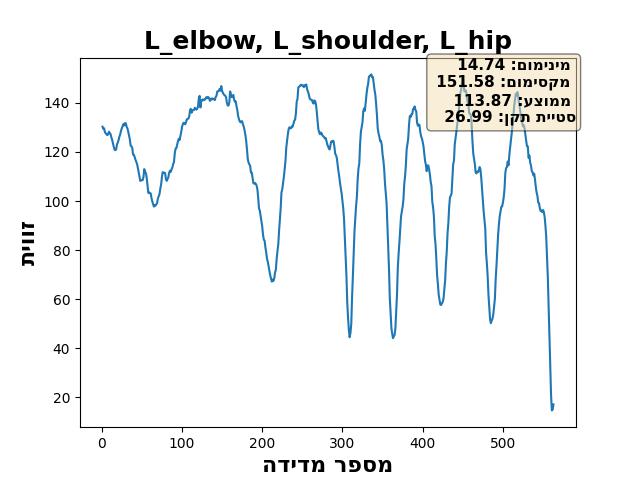 L_elbow, L_shoulder, L_hip
מינימום: 14.74
מקסימום: 151.58
ממוצע: 113.87
סטיית תקן: 26.99
זווית
140
120
100
80
60
40
20
0 100 200 300 400 500
מספר מדידה